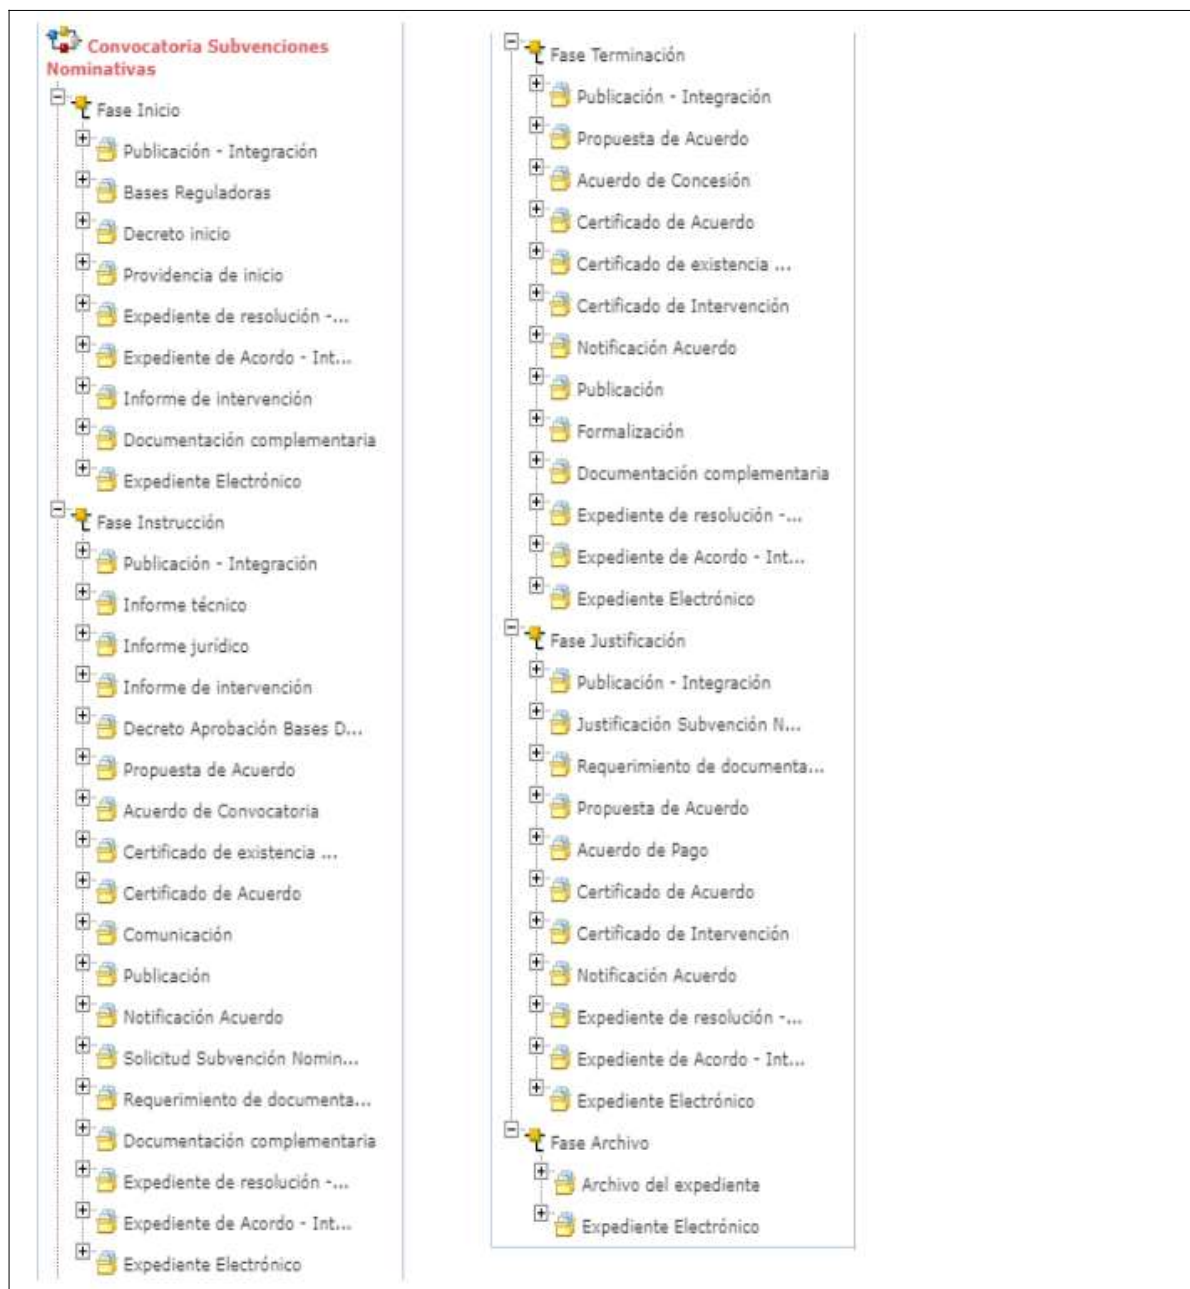 Convocatoria Subvenciones
Nominativas
Fase Inicio
Publicación - Integración
Bases Reguladoras
Decreto inicio
Providencia de inicio
Expediente de resolución -...
Expediente de Acordo - Int...
Informe de intervención
Documentación complementaria
Expediente Electrónico
Fase Instrucción
Publicación - Integración
Informe técnico
Informe jurídico
Informe de intervención
Decreto Aprobación Bases D...
Propuesta de Acuerdo
Acuerdo de Convocatoria
Certificado de existencia ...
Certificado de Acuerdo
Comunicación
Publicación
Notificación Acuerdo
Solicitud Subvención Nomin...
Requerimiento de documenta...
Documentación complementaria
Expediente de resolución -...
Expediente de Acordo - Int...
Expediente Electrónico
Fase Terminación
Publicación - Integración
Propuesta de Acuerdo
Acuerdo de Concesión
Certificado de Acuerdo
Certificado de existencia ...
Certificado de Intervención
Notificación Acuerdo
Publicación
Formalización
Documentación complementaria
Expediente de resolución -...
Expediente de Acordo - Int...
Expediente Electrónico
Fase Justificación
Publicación - Integración
Justificación Subvención N...
Requerimiento de documenta...
Propuesta de Acuerdo
Acuerdo de Pago
Certificado de Acuerdo
Certificado de Intervención
Notificación Acuerdo
Expediente de resolución -...
Expediente de Acordo - Int...
Expediente Electrónico
Fase Archivo
Archivo del expediente
Expediente Electrónico